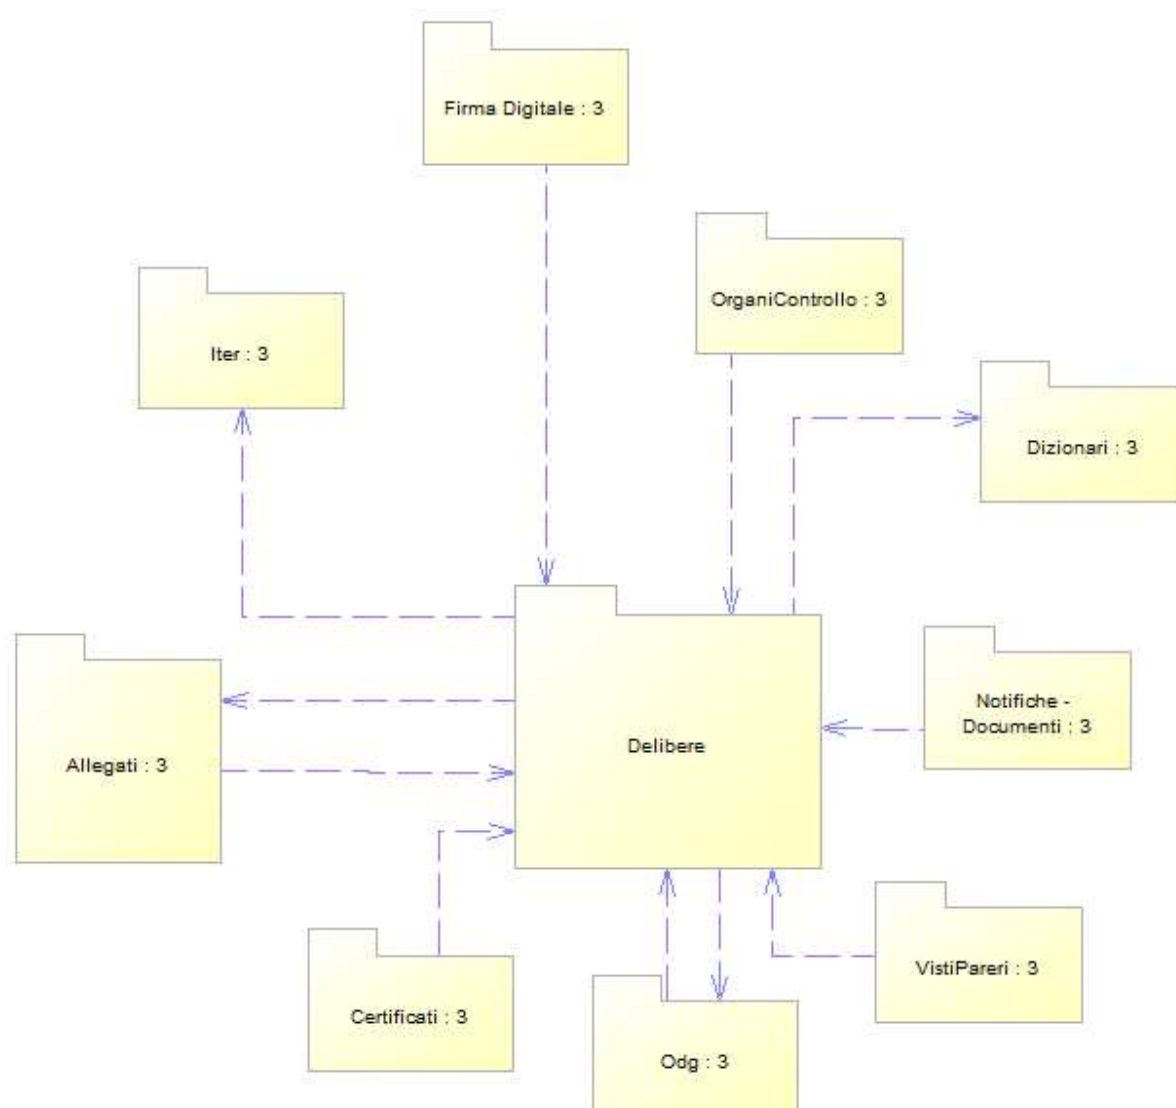 Firma Digitale : 3
OrganiControllo : 3
Iter : 3
Dizionari : 3
Notifiche -
Documenti : 3
Delibere
Allegati : 3
VistiPareri : 3
Certificati : 3
Odg : 3